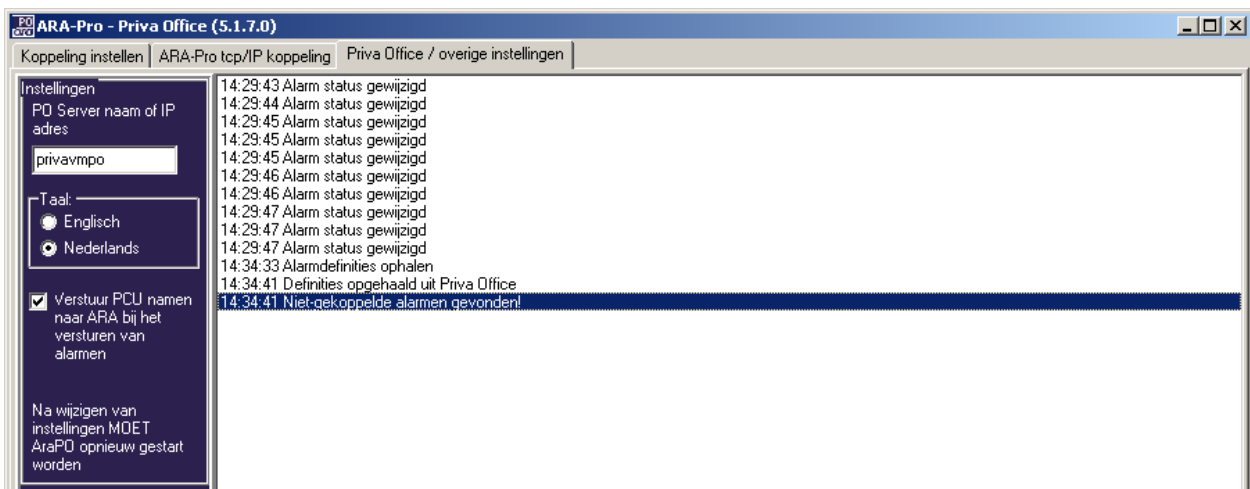 PO ara ARA-Pro - Priva Office (5.1.7.0)
Koppeling instellen ARA-Pro tcp/IP koppeling Priva Office / overige instellingen
Instellingen
PO Server naam of IP
adres
privavmpo
Taal:
Englisch
Nederlands
Verstuur PCU namen
naar ARA bij het
versturen van
alarmen
Na wijzigen van
instellingen MOET
AraPO opnieuw gestart
worden
14:29:43 Alarm status gewijzigd
14:29:44 Alarm status gewijzigd
14:29:45 Alarm status gewijzigd
14:29:45 Alarm status gewijzigd
14:29:45 Alarm status gewijzigd
14:29:46 Alarm status gewijzigd
14:29:46 Alarm status gewijzigd
14:29:47 Alarm status gewijzigd
14:29:47 Alarm status gewijzigd
14:29:47 Alarm status gewijzigd
14:34:33 Alarmdefinities ophalen
14:34:41 Definities opgehaald uit Priva Office
14:34:41 Niet-gekoppelde alarmen gevonden!